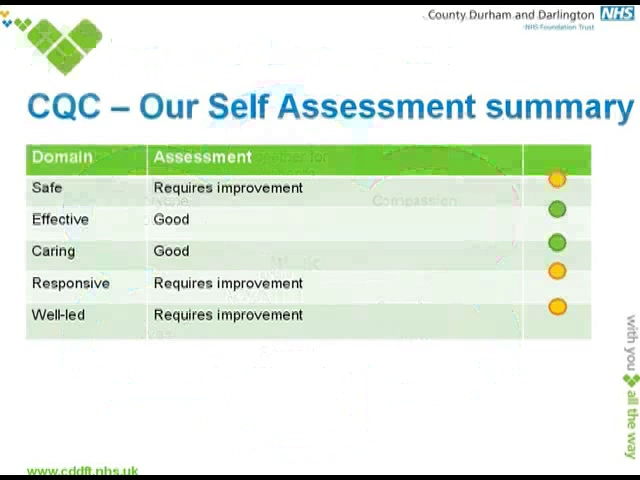 County Durham and Darlington NHS
NHS Foundation Trust
CQC – Our Self Assessment summary
Domain Assessment
Safe Requires improvement
Effective Good
Caring Good
Responsive Requires improvement
Well-led Requires improvement
Compassion
with you all the way
www.cddft.nhs.uk